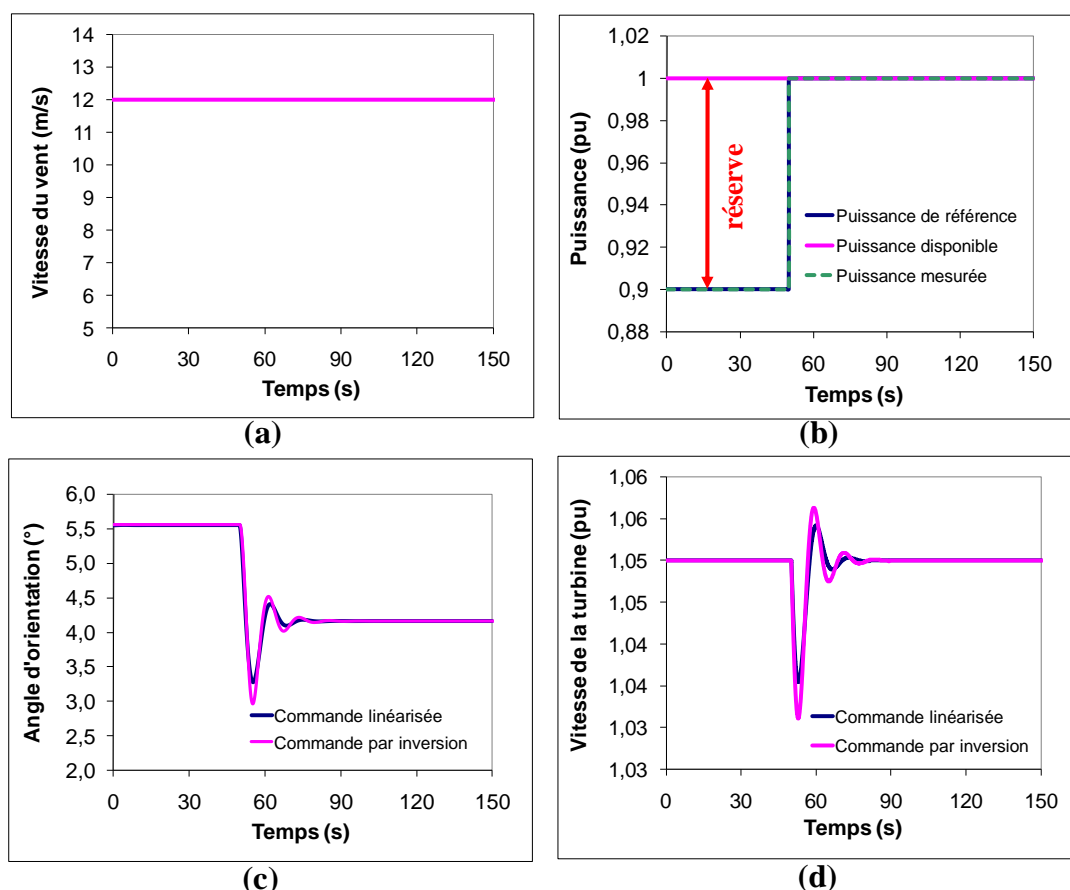 Vitesse du vent (m/s)
14
13
12
11
10
9
8
7
6
5
0 30 60 90 120 150
Temps (s)
(a)
Puissance (pu)
1,02
1
0,98
0,96
0,94
0,92
0,9
0,88
réserve
Puissance de référence
Puissance disponible
Puissance mesurée
0 30 60 90 120 150
Temps (s)
(b)
Angle d'orientation (°)
6,0
5,5
5,0
4,5
4,0
3,5
3,0
2,5
2,0
Commande linéarisée
Commande par inversion
0 30 60 90 120 150
Temps (s)
(c)
Vitesse de la turbine (pu)
1,06
1,06
1,05
1,05
1,04
1,04
1,03
1,03
Commande linéarisée
Commande par inversion
0 30 60 90 120 150
Temps (s)
(d)